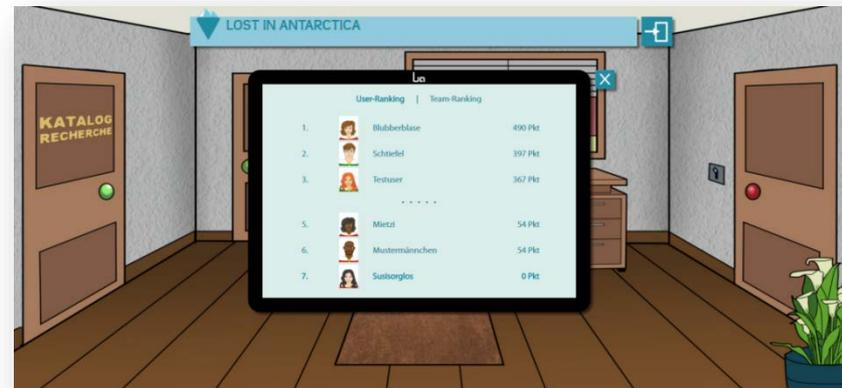 LOST IN ANTARCTICA
KATALOG
RECHERCHE
User-Ranking | Team-Ranking
1. Blubberblase 490 Pkt
2. Schtiefel 397 Pkt
3. Testuser 367 Pkt
.....
5. Mietzi 54 Pkt
6. Mustermännchen 54 Pkt
7. Susisorglos 0 Pkt